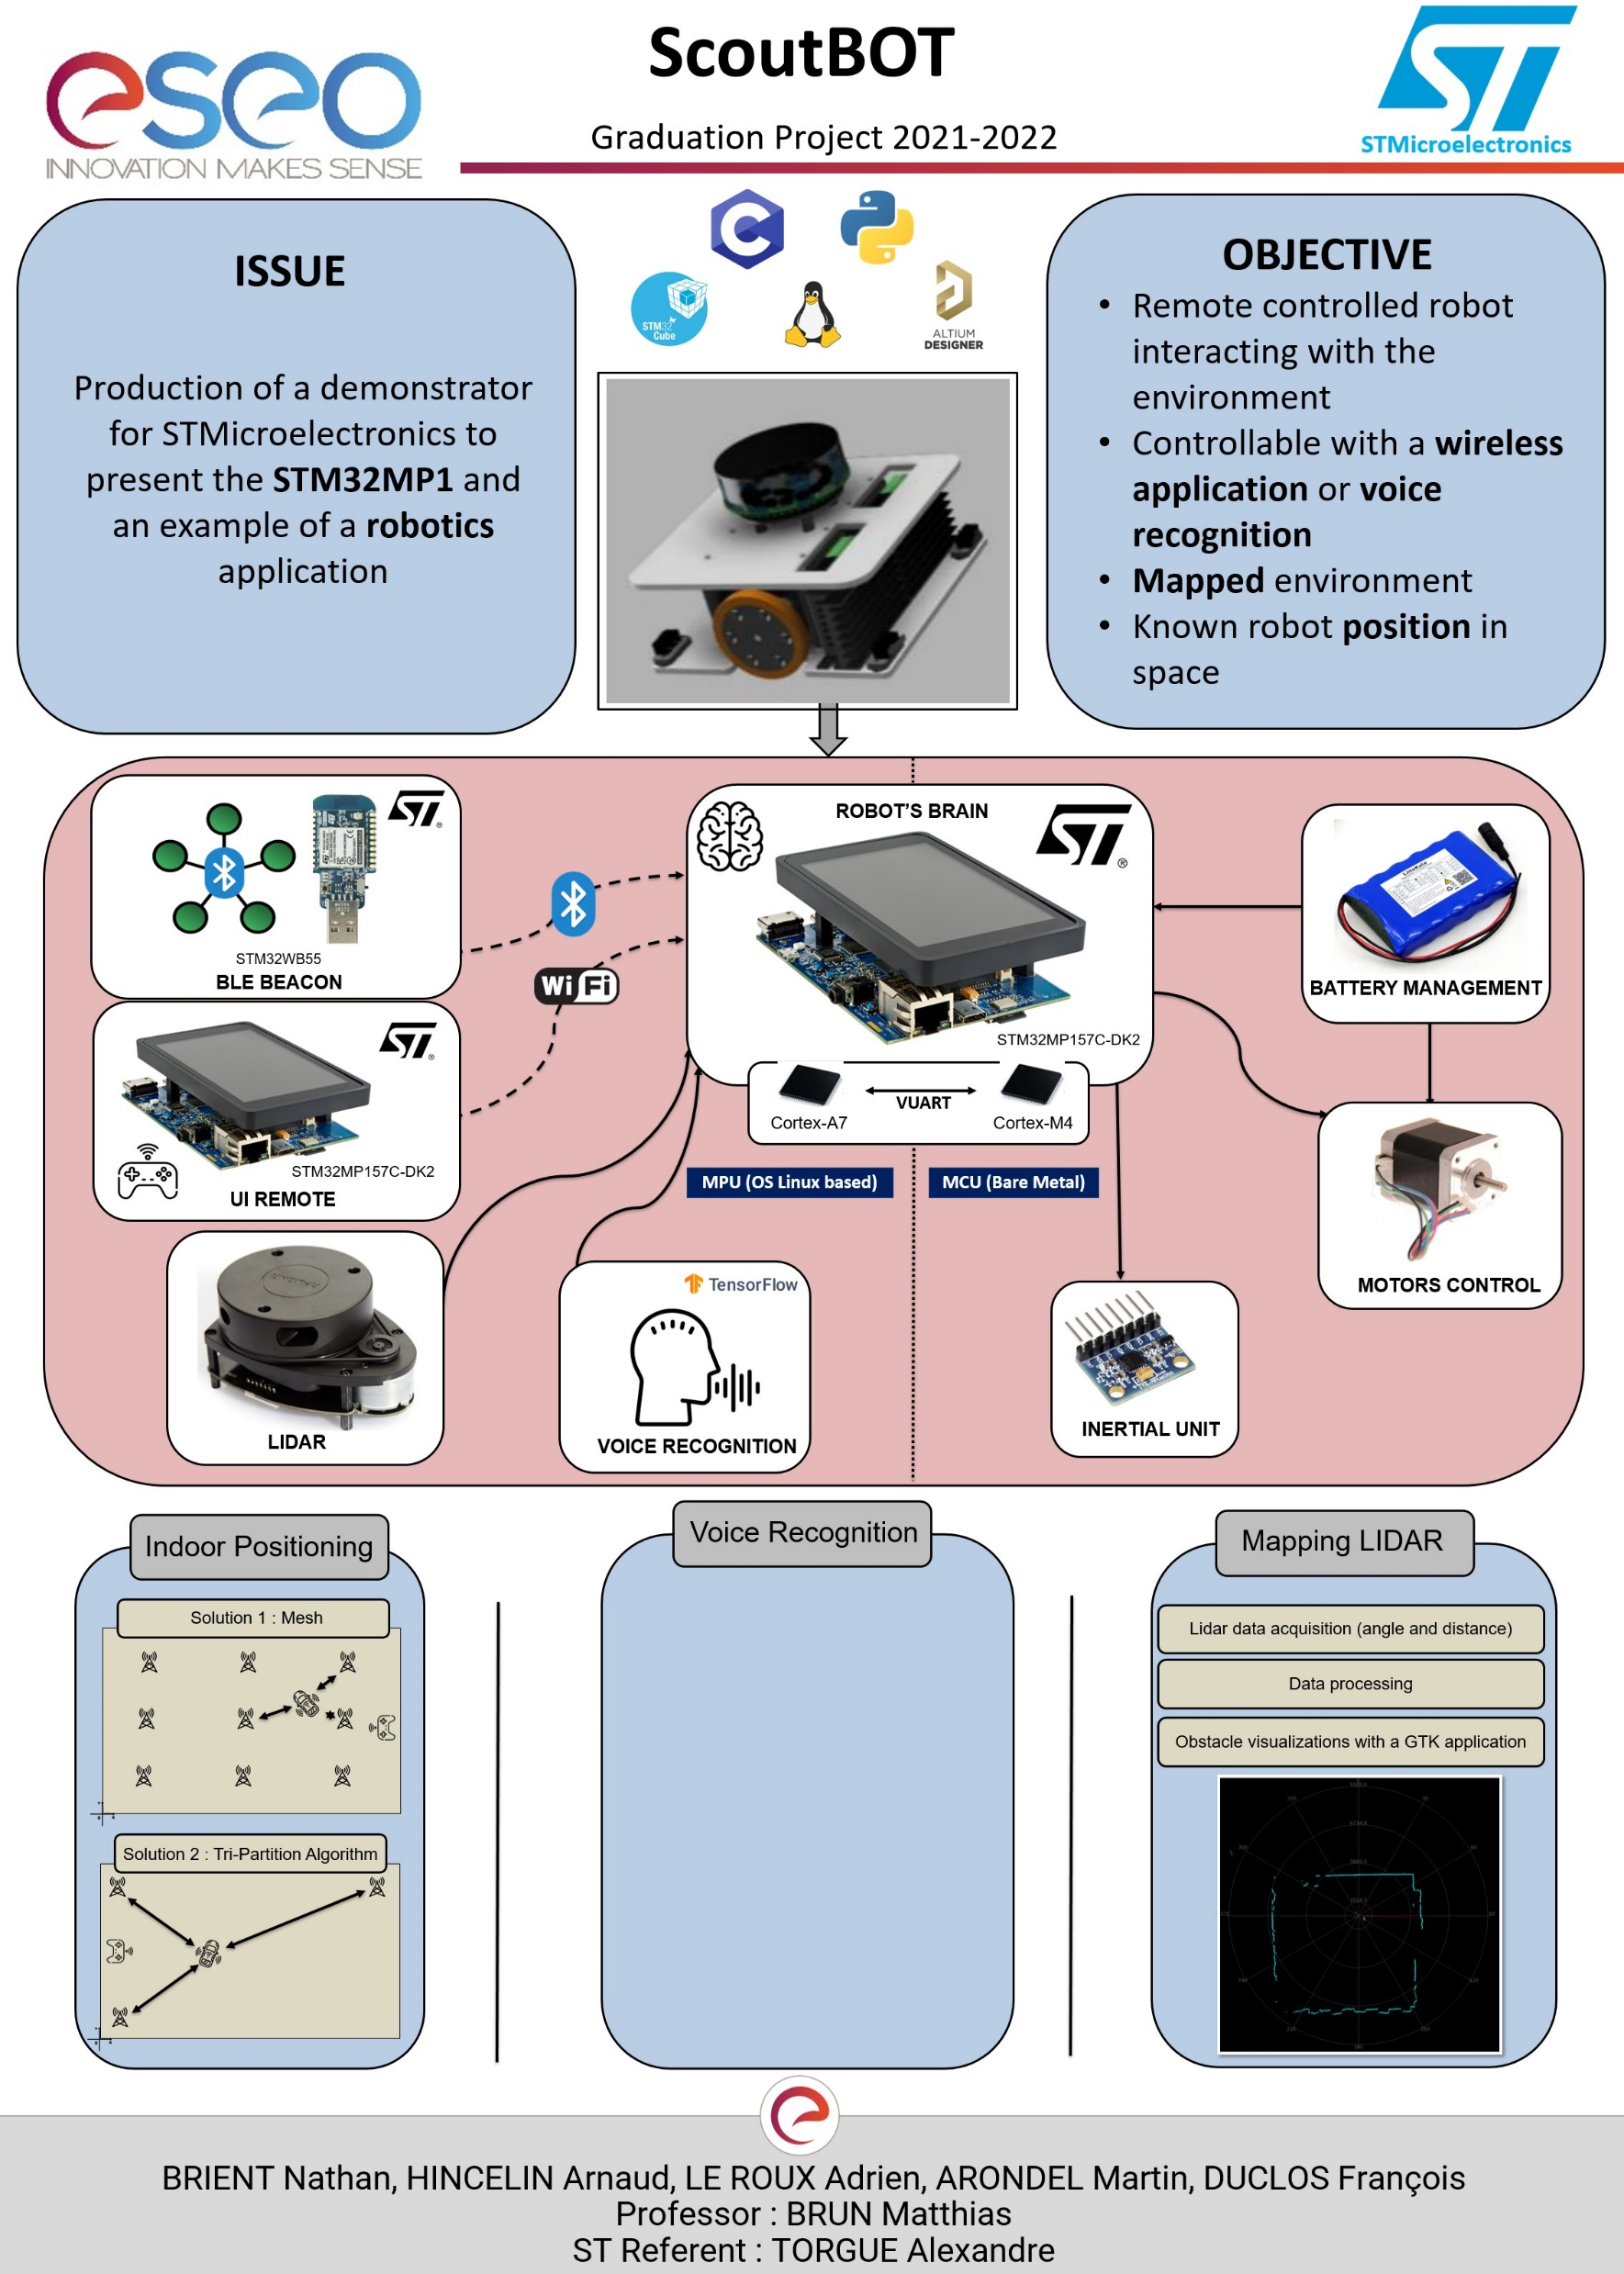 eseo
INNOVATION MAKES SENSE
ScoutBOT
Graduation Project 2021-2022
ST
STMicroelectronics
ISSUE
Production of a demonstrator
for STMicroelectronics to
present the STM32MP1 and
an example of a robotics
application
C
STM32
Cube
ALTIUM
DESIGNER
OBJECTIVE
• Remote controlled robot
interacting with the
environment
• Controllable with a wireless
application or voice
recognition
• Mapped environment
• Known robot position in
space
ST
STM32WB55
BLE BEACON
ST
STM32MP157C-DK2
UI REMOTE
LIDAR
Wi Fi
ROBOT'S BRAIN
ST
STM32MP157C-DK2
Cortex-A7
VUART
Cortex-M4
MPU (OS Linux based)
MCU (Bare Metal)
TensorFlow
VOICE RECOGNITION
INERTIAL UNIT
BATTERY MANAGEMENT
MOTORS CONTROL
Indoor Positioning
Solution 1 : Mesh
Solution 2 : Tri-Partition Algorithm
Voice Recognition
Mapping LIDAR
Lidar data acquisition (angle and distance)
Data processing
Obstacle visualizations with a GTK application
BRIENT Nathan, HINCELIN Arnaud, LE ROUX Adrien, ARONDEL Martin, DUCLOS François
Professor : BRUN Matthias
ST Referent : TORGUE Alexandre